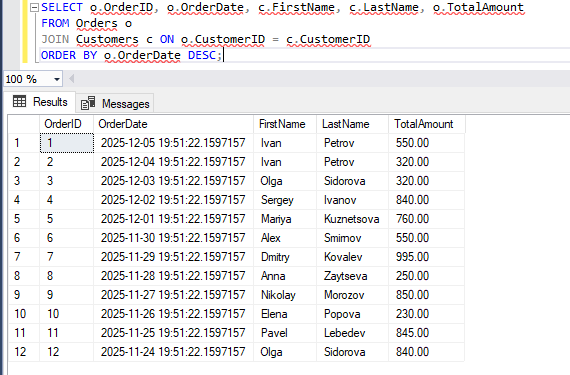 SELECT o.OrderID, o.OrderDate, c.FirstName, c.LastName, o.TotalAmount
FROM Orders o
JOIN Customers c ON o.CustomerID = c.CustomerID
ORDER BY o.OrderDate DESC;
100 %
Results Messages
OrderID OrderDate FirstName LastName TotalAmount
1 1 2025-12-05 19:51:22.1597157 Ivan Petrov 550.00
2 2 2025-12-04 19:51:22.1597157 Ivan Petrov 320.00
3 3 2025-12-03 19:51:22.1597157 Olga Sidorova 320.00
4 4 2025-12-02 19:51:22.1597157 Sergey Ivanov 840.00
5 5 2025-12-01 19:51:22.1597157 Mariya Kuznetsova 760.00
6 6 2025-11-30 19:51:22.1597157 Alex Smirnov 550.00
7 7 2025-11-29 19:51:22.1597157 Dmitry Kovalev 995.00
8 8 2025-11-28 19:51:22.1597157 Anna Zaytseva 250.00
9 9 2025-11-27 19:51:22.1597157 Nikolay Morozov 850.00
10 10 2025-11-26 19:51:22.1597157 Elena Popova 230.00
11 11 2025-11-25 19:51:22.1597157 Pavel Lebedev 845.00
12 12 2025-11-24 19:51:22.1597157 Olga Sidorova 840.00